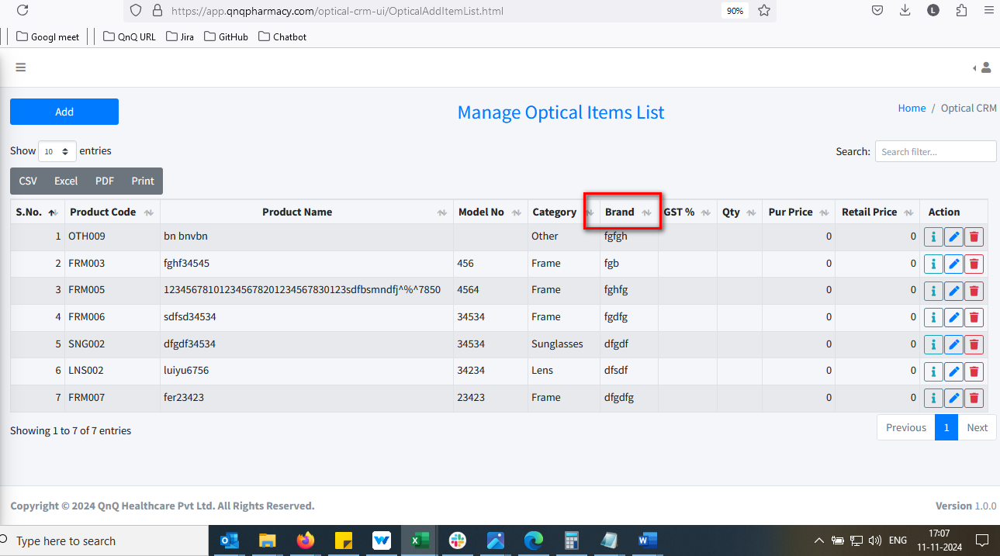 https://app.qnqpharmacy.com/optical-crm-ui/OpticalAddItemList.html 90% L
Googl meet QnQ URL Jira GitHub Chatbot
Add Manage Optical Items List Home / Optical CRM
Show 10 entries Search: Search filter...
CSV Excel PDF Print
S.No. Product Code Product Name Model No Category Brand GST % Qty Pur Price Retail Price Action
1 OTH009 bn bnvbn Other fgfgh 0 0
2 FRM003 fghf34545 456 Frame fgb 0 0
3 FRM005 12345678101234567820123456783​0123sdfbsmndfj^%^7850 4564 Frame fghfg 0 0
4 FRM006 sdfsd34534 34534 Frame fgdfg 0 0
5 SNG002 dfgdf34534 34534 Sunglasses dfgdf 0 0
6 LNS002 luiyu6756 34234 Lens dfsdf 0 0
7 FRM007 fer23423 23423 Frame dfgdfg 0 0
Showing 1 to 7 of 7 entries Previous 1 Next
Copyright © 2024 QnQ Healthcare Pvt Ltd. All Rights Reserved. Version 1.0.0
Type here to search ENG 17:07
11-11-2024